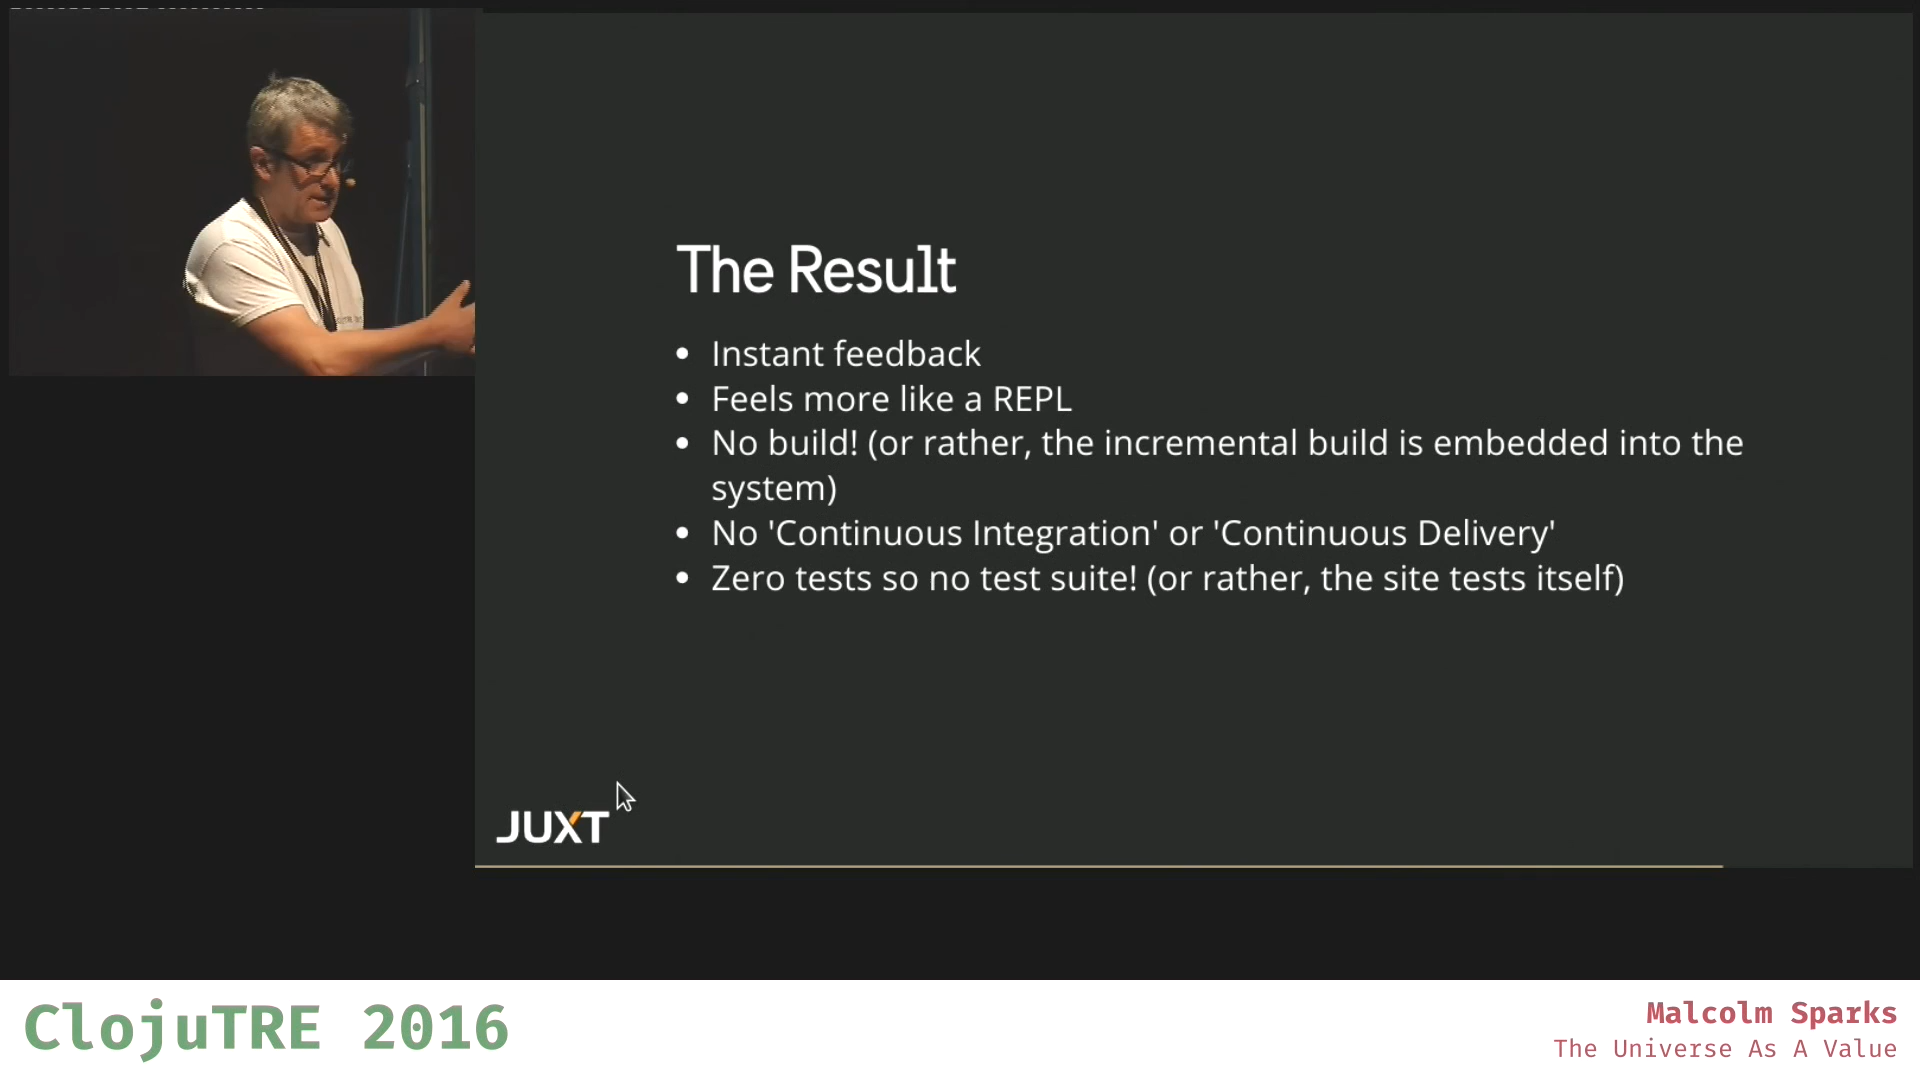 The Result
• Instant feedback
• Feels more like a REPL
• No build! (or rather, the incremental build is embedded into the
system)
• No 'Continuous Integration' or 'Continuous Delivery'
• Zero tests so no test suite! (or rather, the site tests itself)
JUXT
ClojuTRE 2016
Malcolm Sparks
The Universe As A Value